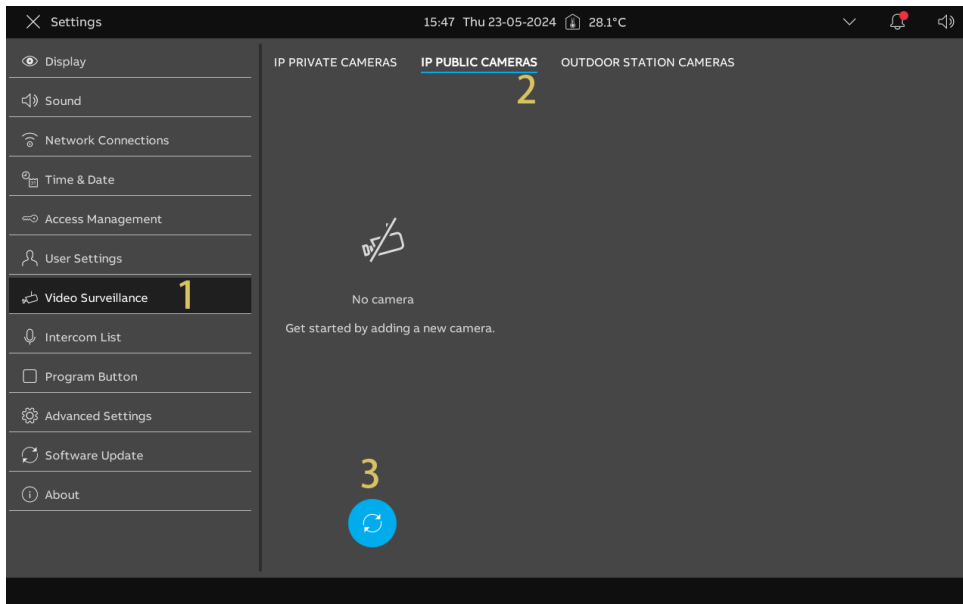 Settings
15:47 Thu 23-05-2024 28.1°C
Display
Sound
Network Connections
Time & Date
Access Management
User Settings
Video Surveillance 1
Intercom List
Program Button
Advanced Settings
Software Update
About
IP PRIVATE CAMERAS IP PUBLIC CAMERAS OUTDOOR STATION CAMERAS
2
No camera
Get started by adding a new camera.
3